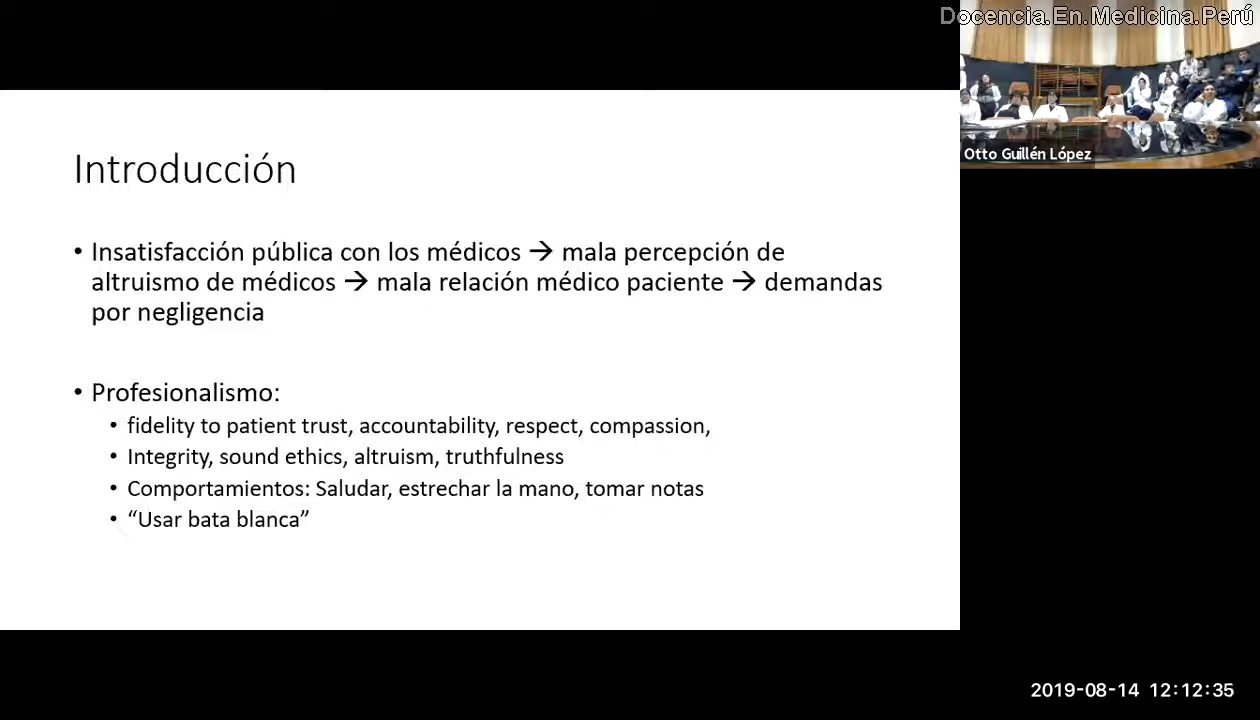 Docencia.En.Medicina.Perú
Otto Guillén López
Introducción
• Insatisfacción pública con los médicos → mala percepción de
altruismo de médicos → mala relación médico paciente → demandas
por negligencia
• Profesionalismo:
• fidelity to patient trust, accountability, respect, compassion,
• Integrity, sound ethics, altruism, truthfulness
• Comportamientos: Saludar, estrechar la mano, tomar notas
• “Usar bata blanca”
2019-08-14 12:12:35